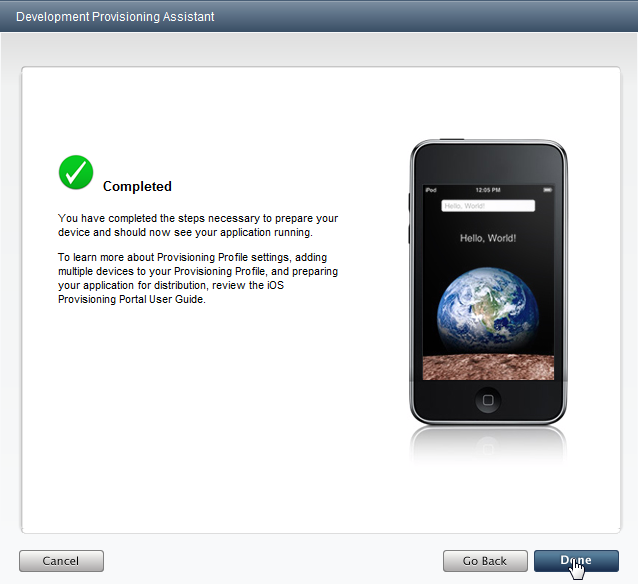 Development Provisioning Assistant
Completed
You have completed the steps necessary to prepare your
device and should now see your application running.
To learn more about Provisioning Profile settings, adding
multiple devices to your Provisioning Profile, and preparing
your application for distribution, review the iOS
Provisioning Portal User Guide.
iPod 12:05 PM
Hello, World!
Hello, World!
Cancel
Go Back
Done